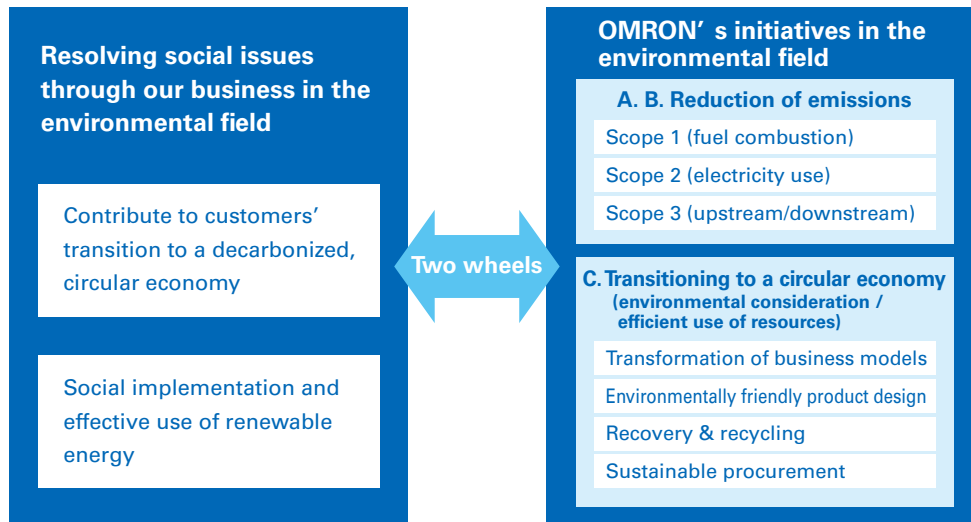 Resolving social issues
through our business in the
environmental field
Contribute to customers’
transition to a decarbonized,
circular economy
Social implementation and
effective use of renewable
energy
Two wheels
OMRON’ s initiatives in the
environmental field
A. B. Reduction of emissions
Scope 1 (fuel combustion)
Scope 2 (electricity use)
Scope 3 (upstream/downstream)
C. Transitioning to a circular economy
(environmental consideration /
efficient use of resources)
Transformation of business models
Environmentally friendly product design
Recovery & recycling
Sustainable procurement